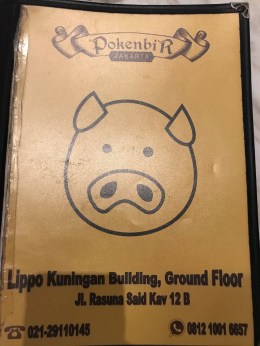 PokenbiR
JAKARTA
Lippo Kuningan Building, Ground Floor
Jl. Rasuna Said Kav 12 B
021-29110145
0812 1001 6657